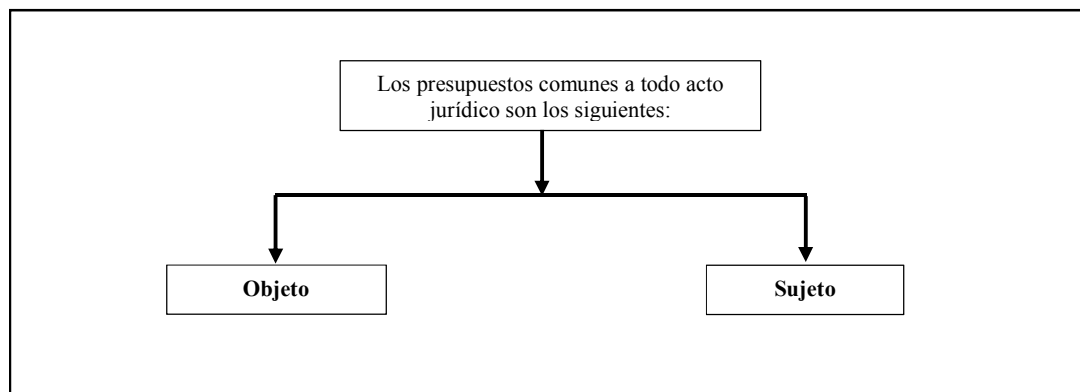 Los presupuestos comunes a todo acto
jurídico son los siguientes:
Objeto
Sujeto